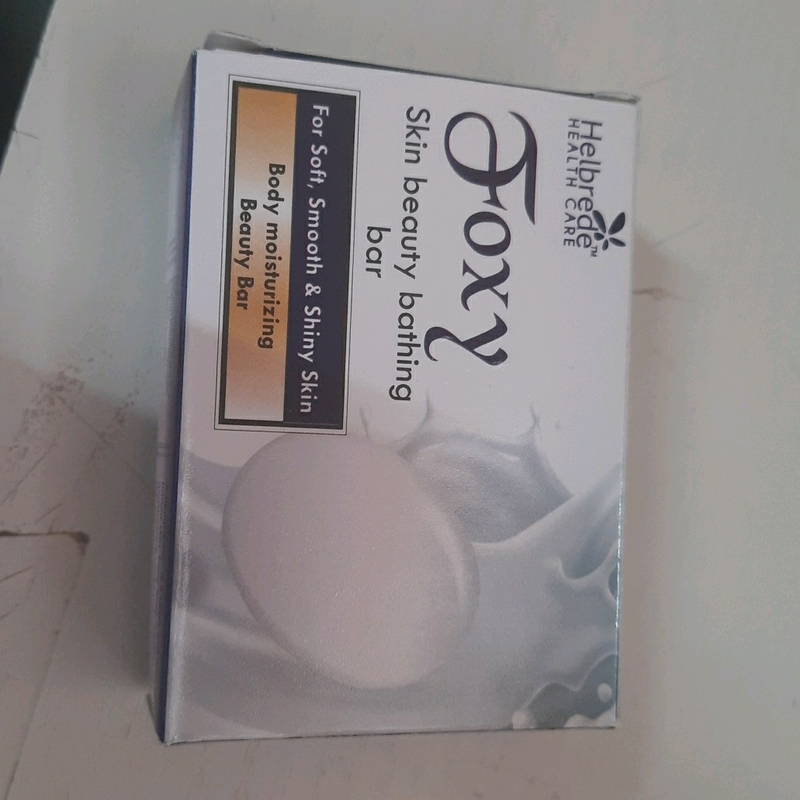 Helbrede™
HEALTH CARE
Foxy
Skin beauty bathing
bar
For Soft, Smooth & Shiny Skin
Body moisturizing
Beauty Bar